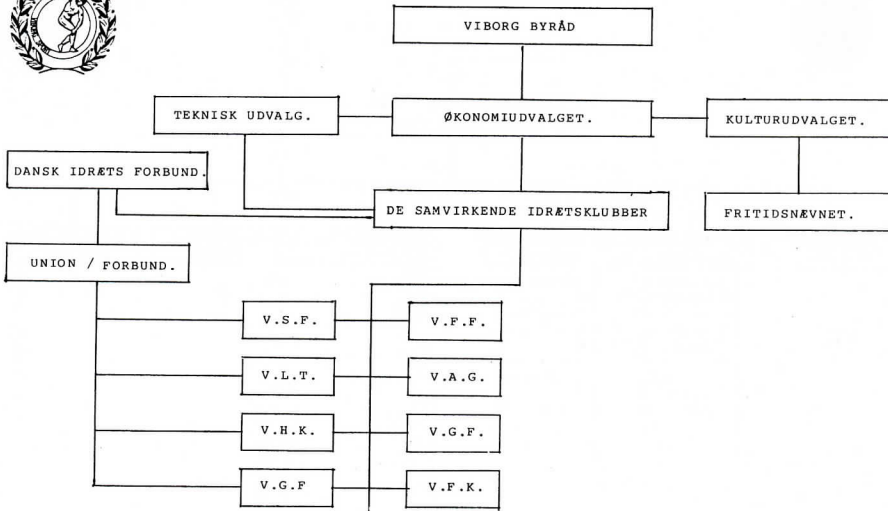 VIBORG BYRÅD
TEKNISK UDVALG.
ØKONOMIUDVALGET.
KULTURUDVALGET.
DANSK IDRÆTS FORBUND.
DE SAMVIRKENDE IDRÆTSKLUBBER
FRITIDSNÆVNET.
UNION / FORBUND.
V.S.F.
V.F.F.
V.L.T.
V.A.G.
V.H.K.
V.G.F.
V.G.F
V.F.K.